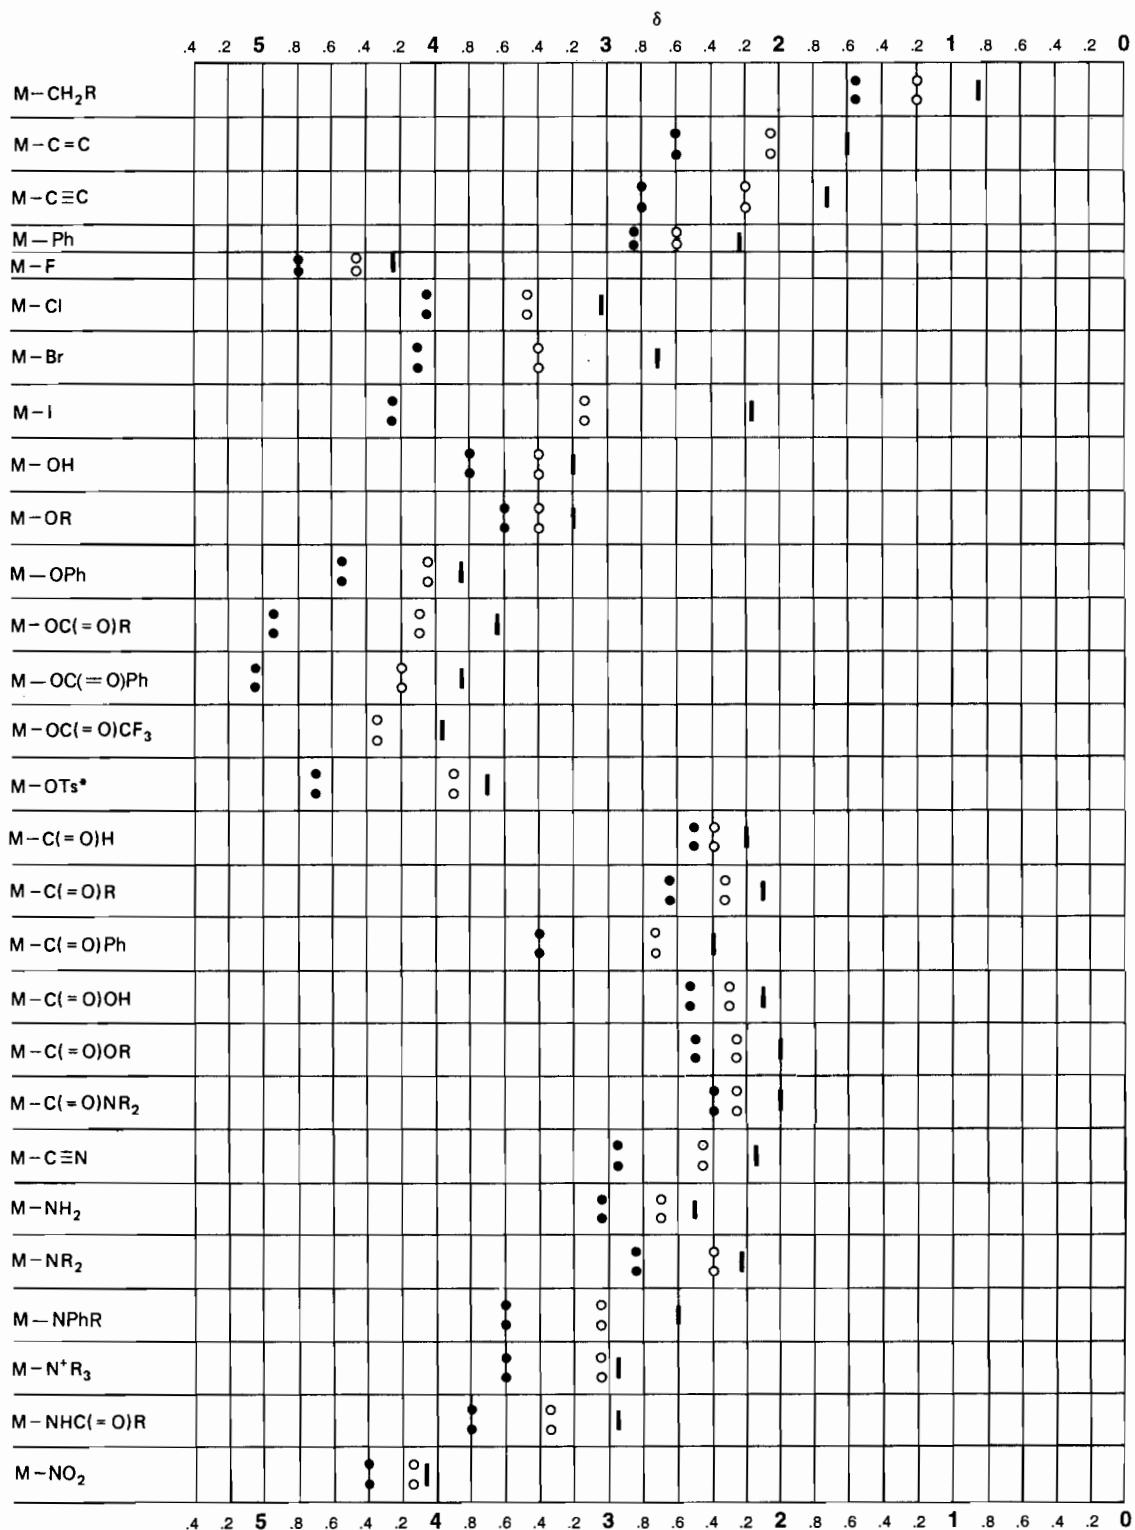 δ
.4 .2 5 .8 .6 .4 .2 4 .8 .6 .4 .2 3 .8 .6 .4 .2 2 .8 .6 .4 .2 1 .8 .6 .4 .2 0
M–CH₂R
M–C=C
M–C≡C
M–Ph
M–F
M–Cl
M–Br
M–I
M–OH
M–OR
M–OPh
M–OC(=O)R
M–OC(=O)Ph
M–OC(=O)CF₃
M–OTs*
M–C(=O)H
M–C(=O)R
M–C(=O)Ph
M–C(=O)OH
M–C(=O)OR
M–C(=O)NR₂
M–C≡N
M–NH₂
M–NR₂
M–NPhR
M–N⁺R₃
M–NHC(=O)R
M–NO₂
.4 .2 5 .8 .6 .4 .2 4 .8 .6 .4 .2 3 .8 .6 .4 .2 2 .8 .6 .4 .2 1 .8 .6 .4 .2 0